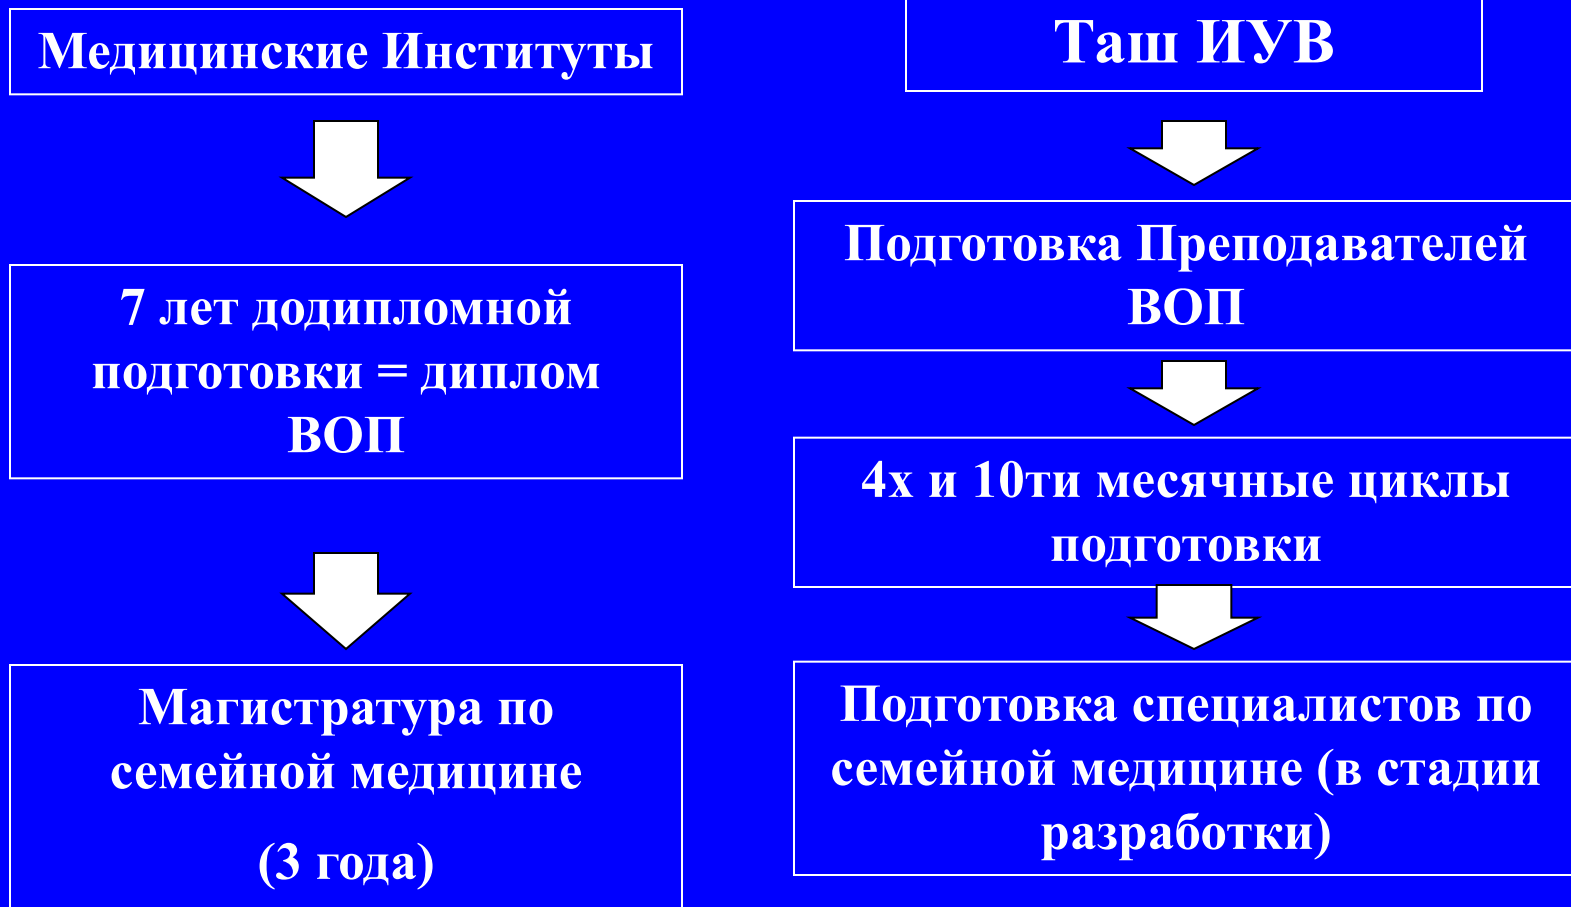 Медицинские Институты
7 лет додипломной
подготовки = диплом
ВОП
Магистратура по
семейной медицине
(3 года)
Таш ИУВ
Подготовка Преподавателей
ВОП
4х и 10ти месячные циклы
подготовки
Подготовка специалистов по
семейной медицине (в стадии
разработки)